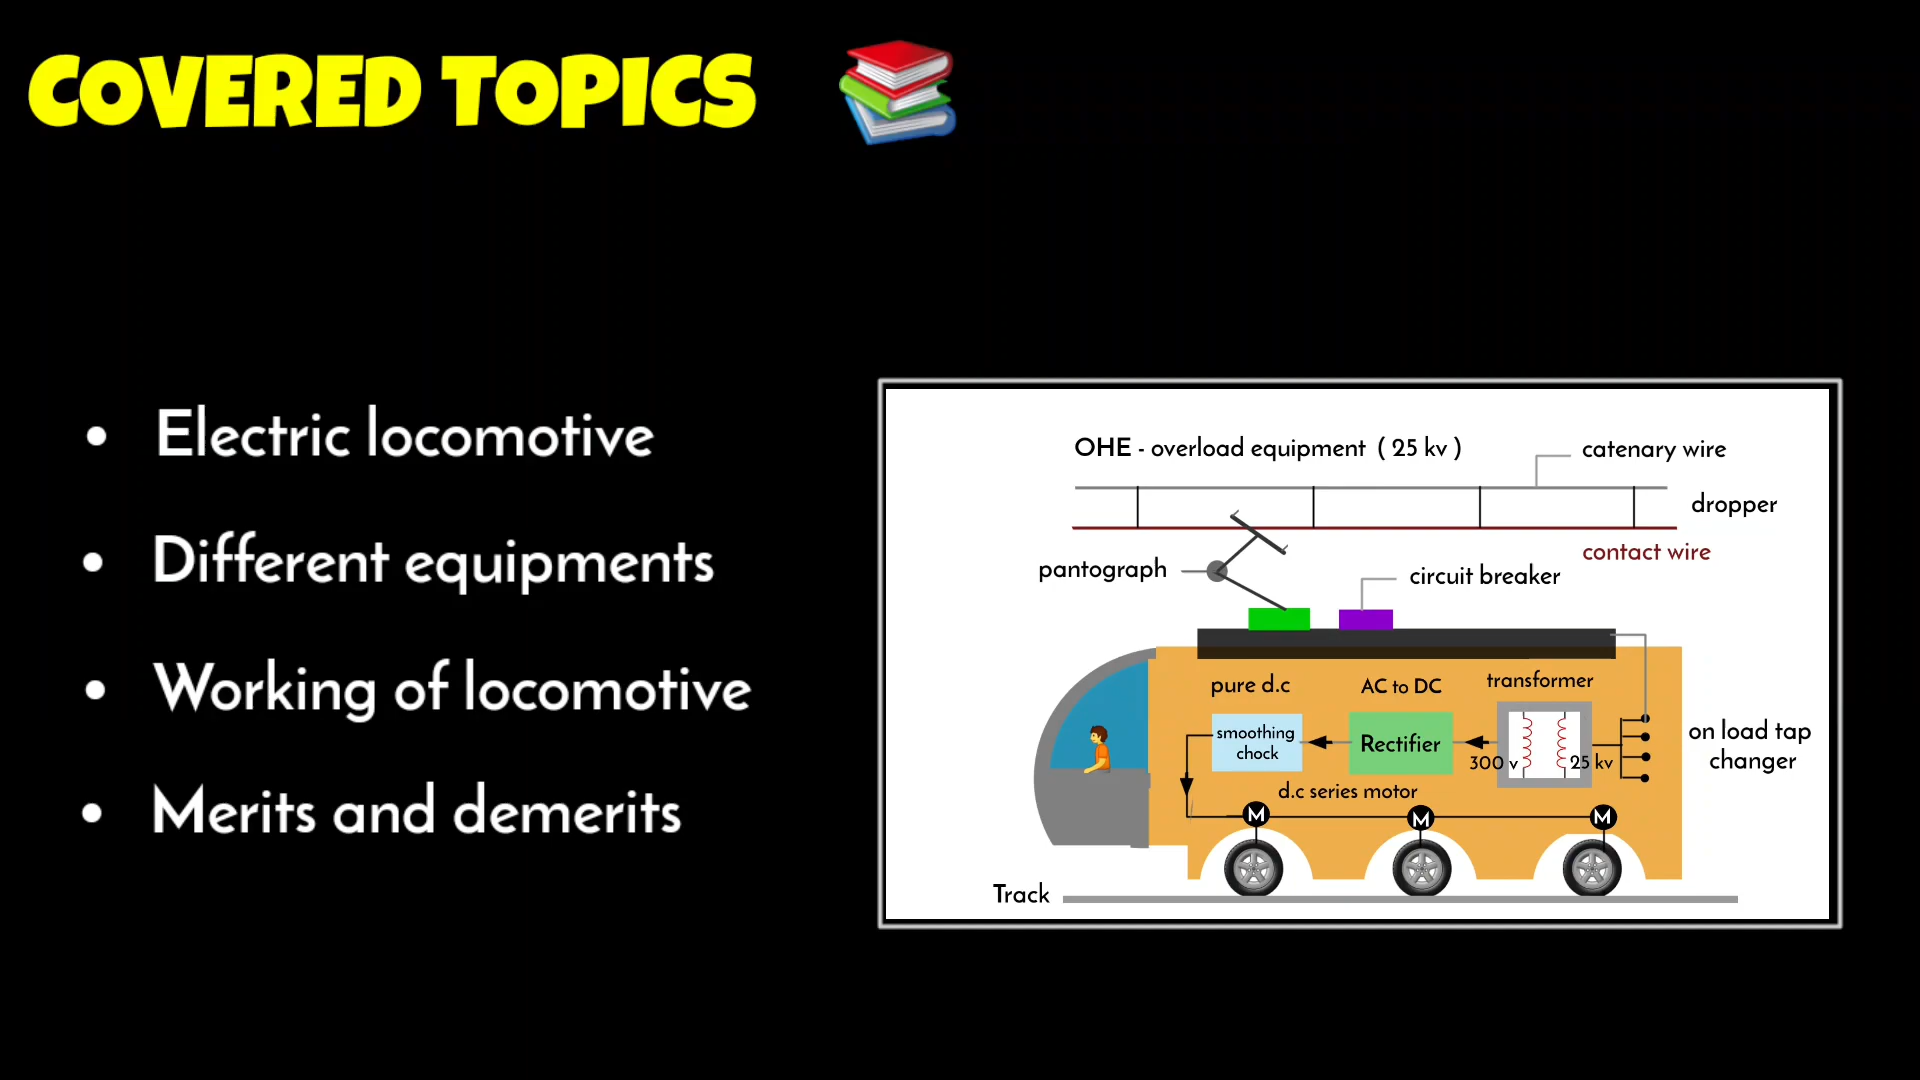 COVERED TOPICS
• Electric locomotive
• Different equipments
• Working of locomotive
• Merits and demerits
OHE - overload equipment ( 25 kv )
catenary wire
dropper
contact wire
pantograph
circuit breaker
pure d.c
AC to DC
transformer
smoothing
chock
Rectifier
300 v
25 kv
on load tap
changer
d.c series motor
M
M
M
Track